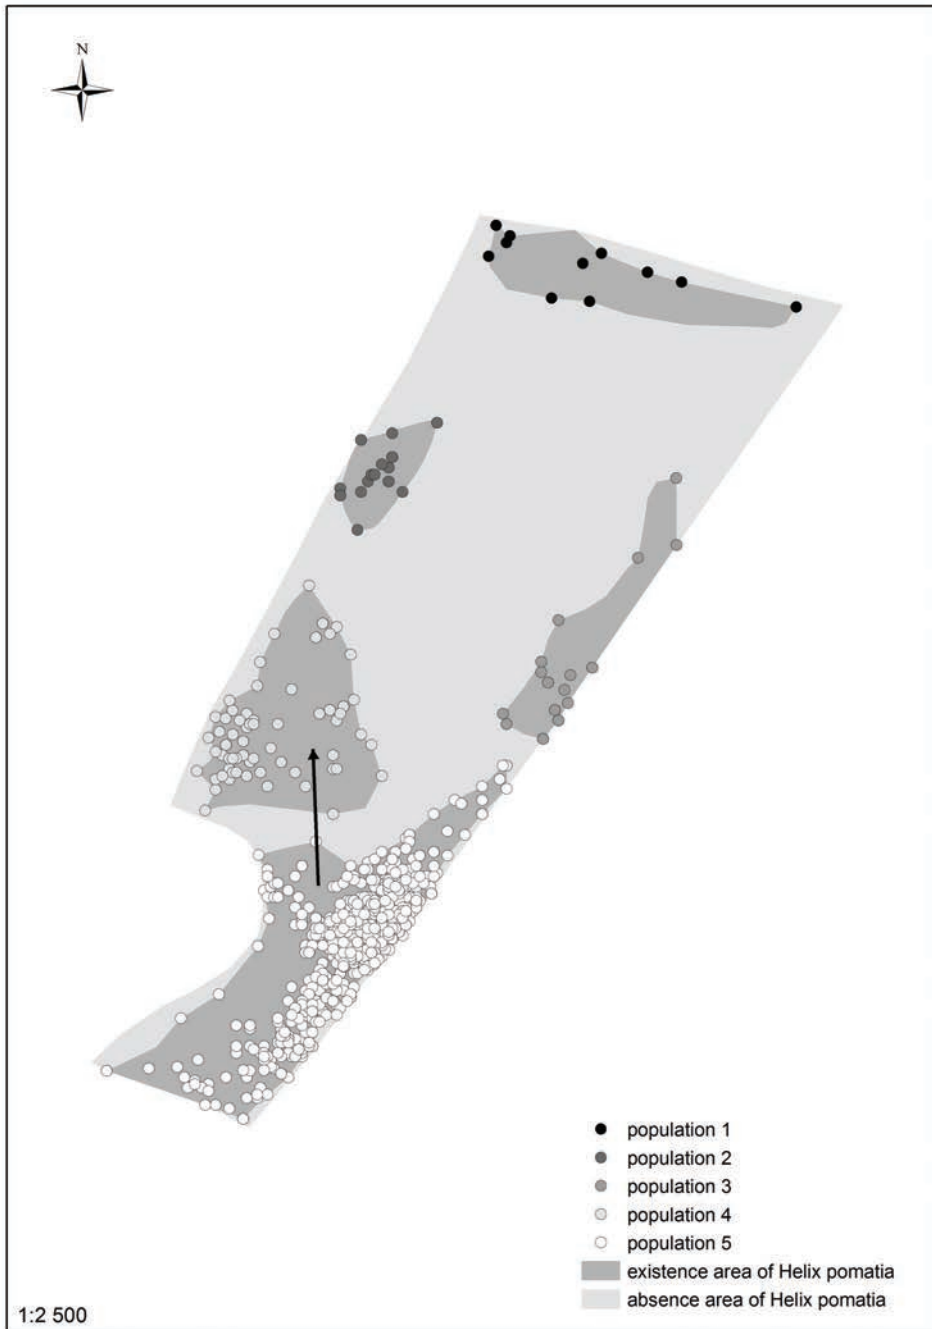 N
population 1
population 2
population 3
population 4
population 5
existence area of Helix pomatia
absence area of Helix pomatia
1:2 500